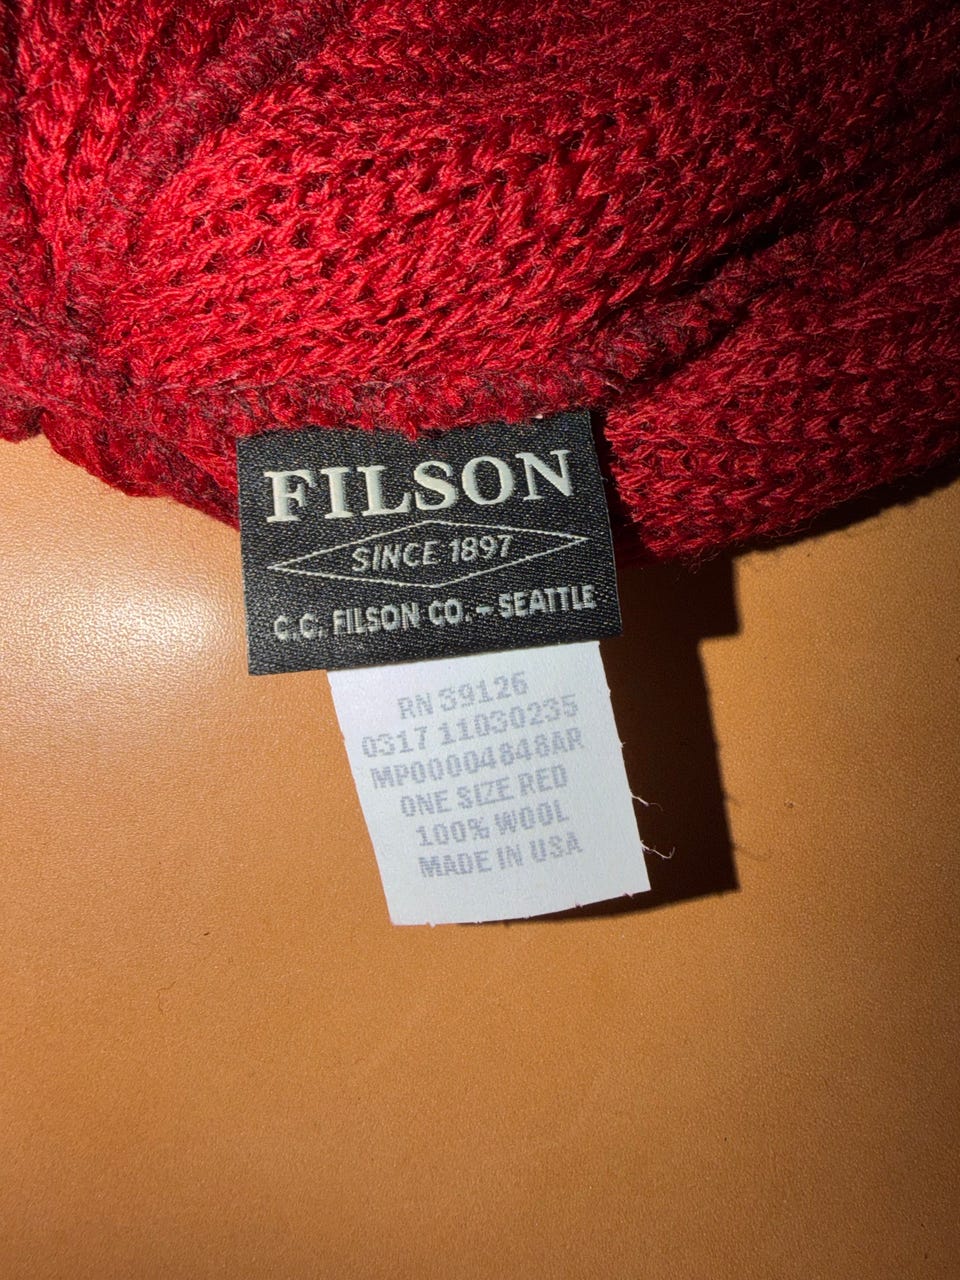 FILSON
SINCE 1897
C.C. FILSON CO. - SEATTLE
RN 39126
0317 11030235
MP00004848AR
ONE SIZE RED
100% WOOL
MADE IN USA